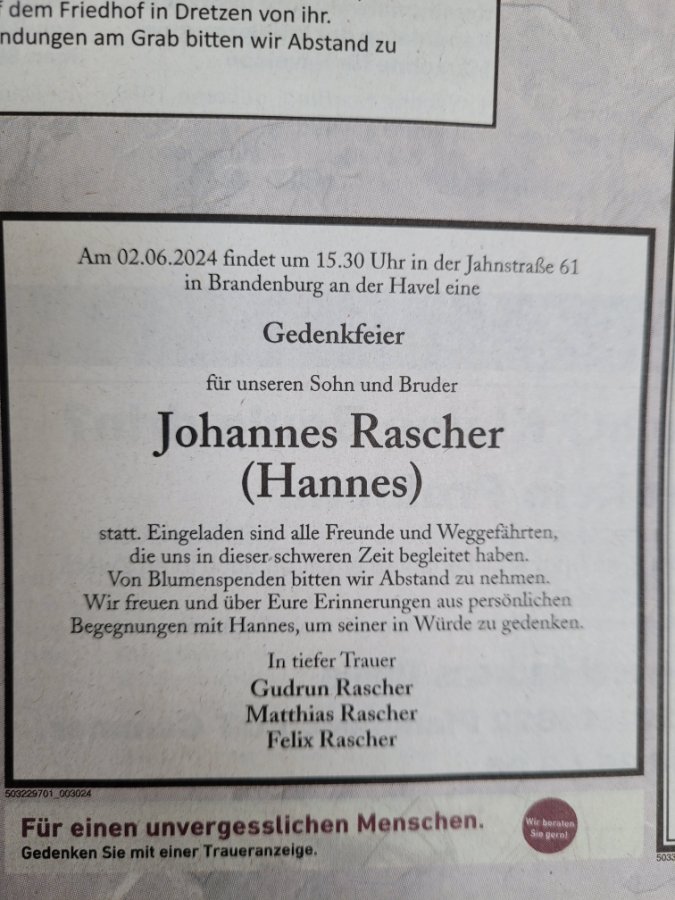 dem Friedhof in Dretzen von ihr.
ndungen am Grab bitten wir Abstand zu
Am 02.06.2024 findet um 15.30 Uhr in der Jahnstraße 61
in Brandenburg an der Havel eine
Gedenkfeier
für unseren Sohn und Bruder
Johannes Rascher
(Hannes)
statt. Eingeladen sind alle Freunde und Weggefährten,
die uns in dieser schweren Zeit begleitet haben.
Von Blumenspenden bitten wir Abstand zu nehmen.
Wir freuen und über Eure Erinnerungen aus persönlichen
Begegnungen mit Hannes, um seiner in Würde zu gedenken.
In tiefer Trauer
Gudrun Rascher
Matthias Rascher
Felix Rascher
503229701_003024
Für einen unvergesslichen Menschen.
Gedenken Sie mit einer Traueranzeige.
Wir beraten
Sie gern!
5033